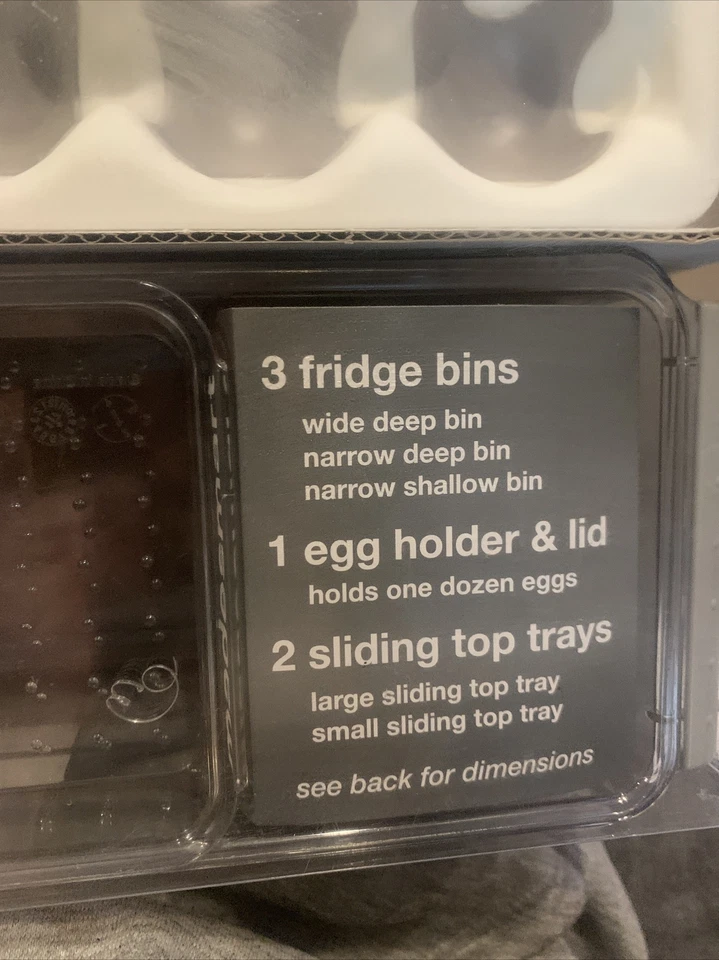 3 fridge bins
wide deep bin
narrow deep bin
narrow shallow bin
1 egg holder & lid
holds one dozen eggs
2 sliding top trays
large sliding top tray
small sliding top tray
see back for dimensions